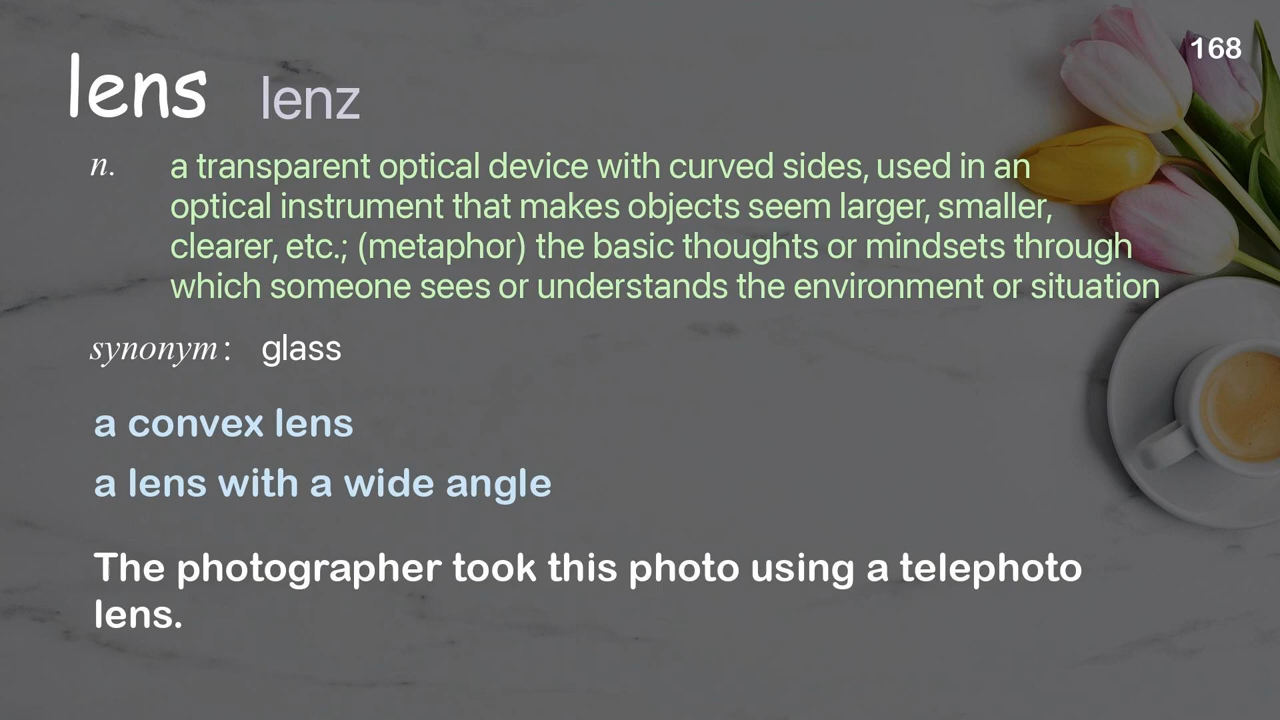 168
lens lenz
n. a transparent optical device with curved sides, used in an
optical instrument that makes objects seem larger, smaller,
clearer, etc.; (metaphor) the basic thoughts or mindsets through
which someone sees or understands the environment or situation
synonym: glass
a convex lens
a lens with a wide angle
The photographer took this photo using a telephoto
lens.